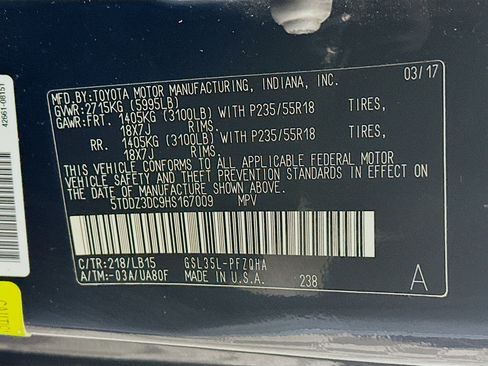 MFD.BY:TOYOTA MOTOR MANUFACTURING, INDIANA, INC. 03/17
GVWR:2715KG (5995LB)
GAWR:FRT. 1405KG (3100LB) WITH P235/55R18 TIRES,
18X7J RIMS.
RR. 1405KG (3100LB) WITH P235/55R18 TIRES,
18X7J RIMS.
THIS VEHICLE CONFORMS TO ALL APPLICABLE FEDERAL MOTOR
VEHICLE SAFETY AND THEFT PREVENTION STANDARDS IN EFFECT ON
THE DATE OF MANUFACTURE SHOWN ABOVE.
5TDDZ3DC9HS167009 MPV
C/TR:218/LB15 GSL35L-PFZQHA
A/TM:-03A/UA80F MADE IN U.S.A. 238 A
42661-08151